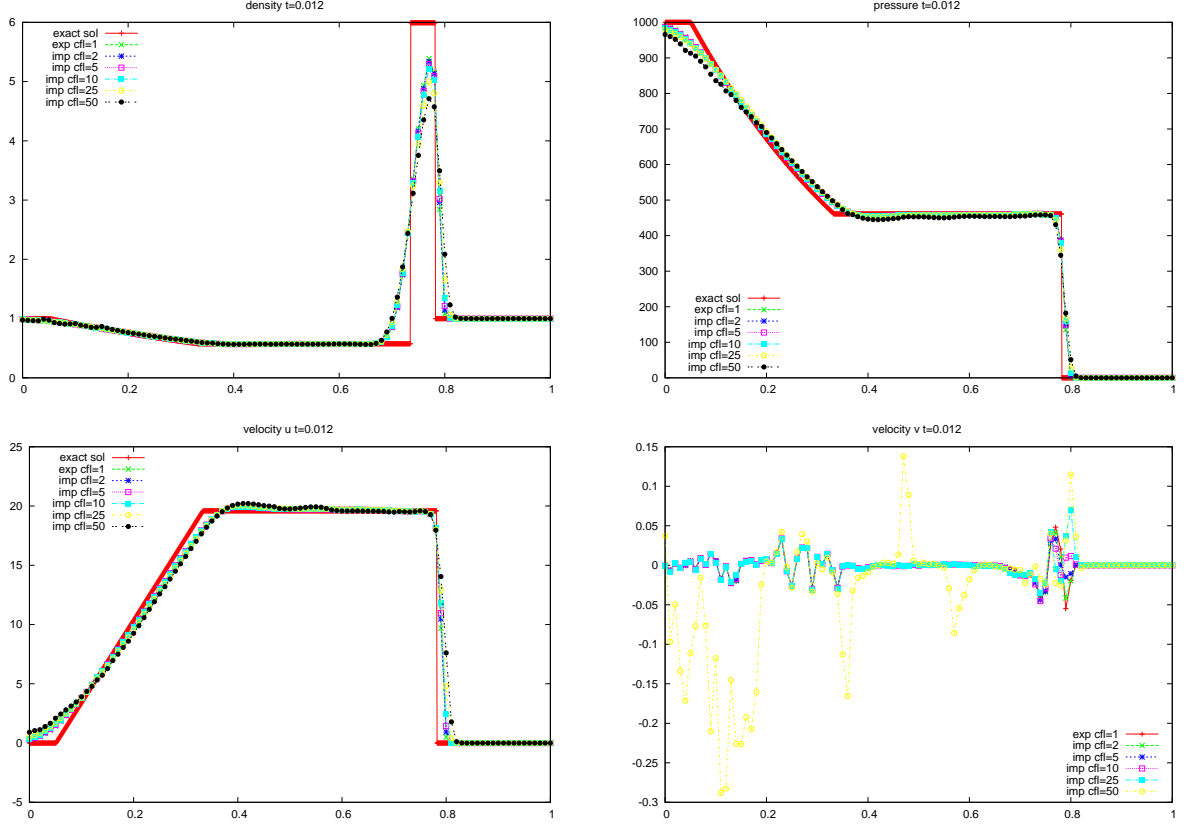 density t=0.012
6
5
4
3
2
1
0
0
0.2
0.4
0.6
0.8
1
exact sol
exp cfl=1
imp cfl=2
imp cfl=5
imp cfl=10
imp cfl=25
imp cfl=50
pressure t=0.012
1000
900
800
700
600
500
400
300
200
100
0
0
0.2
0.4
0.6
0.8
1
exact sol
exp cfl=1
imp cfl=2
imp cfl=5
imp cfl=10
imp cfl=25
imp cfl=50
velocity u t=0.012
25
20
15
10
5
0
-5
0
0.2
0.4
0.6
0.8
1
exact sol
exp cfl=1
imp cfl=2
imp cfl=5
imp cfl=10
imp cfl=25
imp cfl=50
velocity v t=0.012
0.15
0.1
0.05
0
-0.05
-0.1
-0.15
-0.2
-0.25
-0.3
0
0.2
0.4
0.6
0.8
1
exp cfl=1
imp cfl=2
imp cfl=5
imp cfl=10
imp cfl=25
imp cfl=50